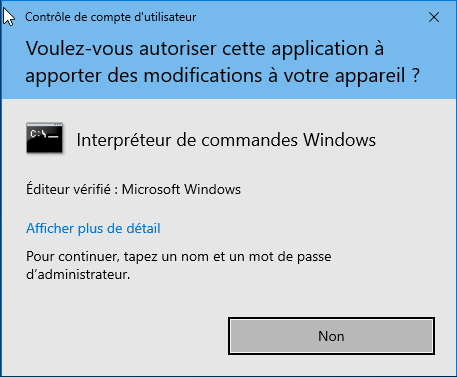 Contrôle de compte d'utilisateur
Voulez-vous autoriser cette application à
apporter des modifications à votre appareil ?
C:\_
Interpréteur de commandes Windows
Éditeur vérifié : Microsoft Windows
Afficher plus de détail
Pour continuer, tapez un nom et un mot de passe
d’administrateur.
Non